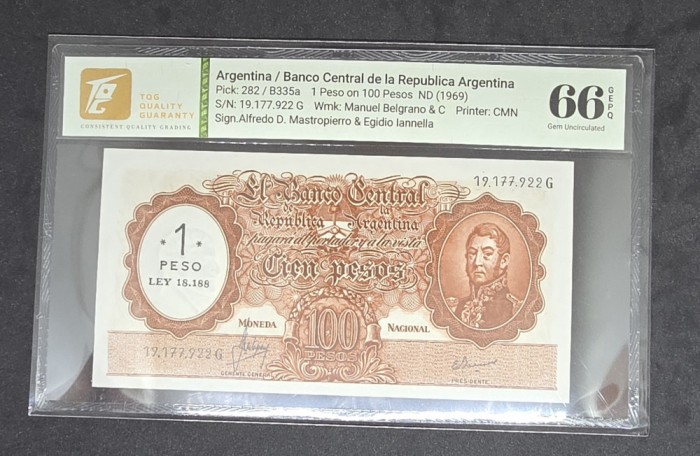 TQG
QUALITY
GUARANTY
CONSISTENT QUALITY GRADING
Argentina / Banco Central de la Republica Argentina
Pick: 282 / B335a 1 Peso on 100 Pesos ND (1969)
S/N: 19.177.922 G Wmk: Manuel Belgrano & C Printer: CMN
Sign.Alfredo D. Mastropierro & Egidio Iannella
66
GEPQ
Gem Uncirculated
19.177.922 G
El Banco Central
de la
República Argentina
pagará al portador y a la vista
Cien pesos
* 1 *
PESO
LEY 18.188
MONEDA NACIONAL
100
PESOS
19.177.922 G
PRESIDENTE